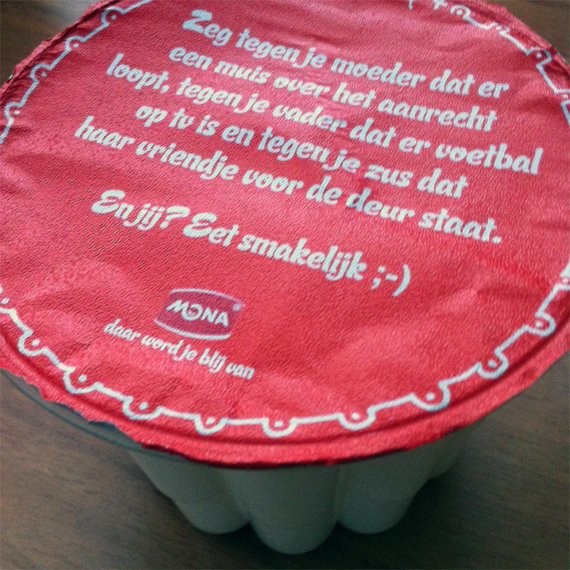 Zeg tegen je moeder dat er
een muis over het aanrecht
loopt, tegen je vader dat er voetbal
op tv is en tegen je zus dat
haar vriendje voor de deur staat.
En jij? Eet smakelijk ;-)
MONA®
daar word je blij van